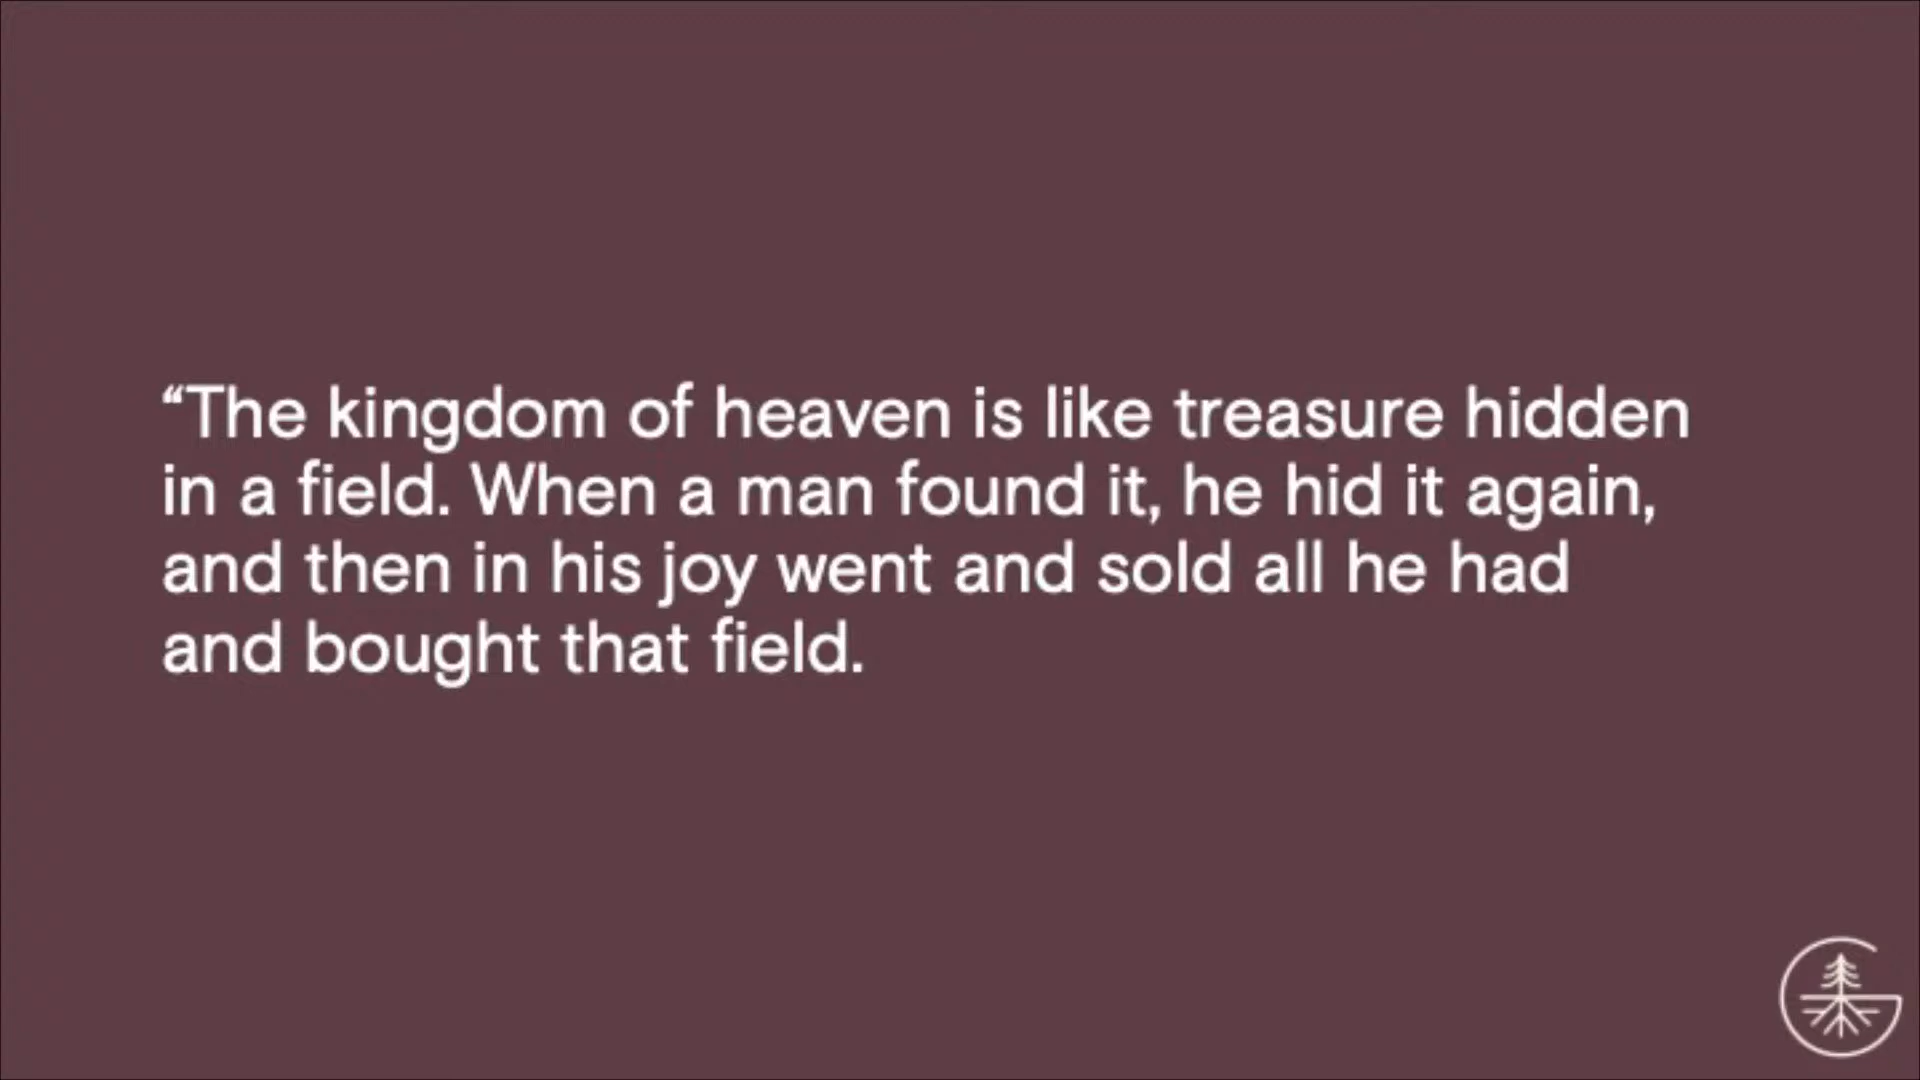 “The kingdom of heaven is like treasure hidden
in a field. When a man found it, he hid it again,
and then in his joy went and sold all he had
and bought that field.